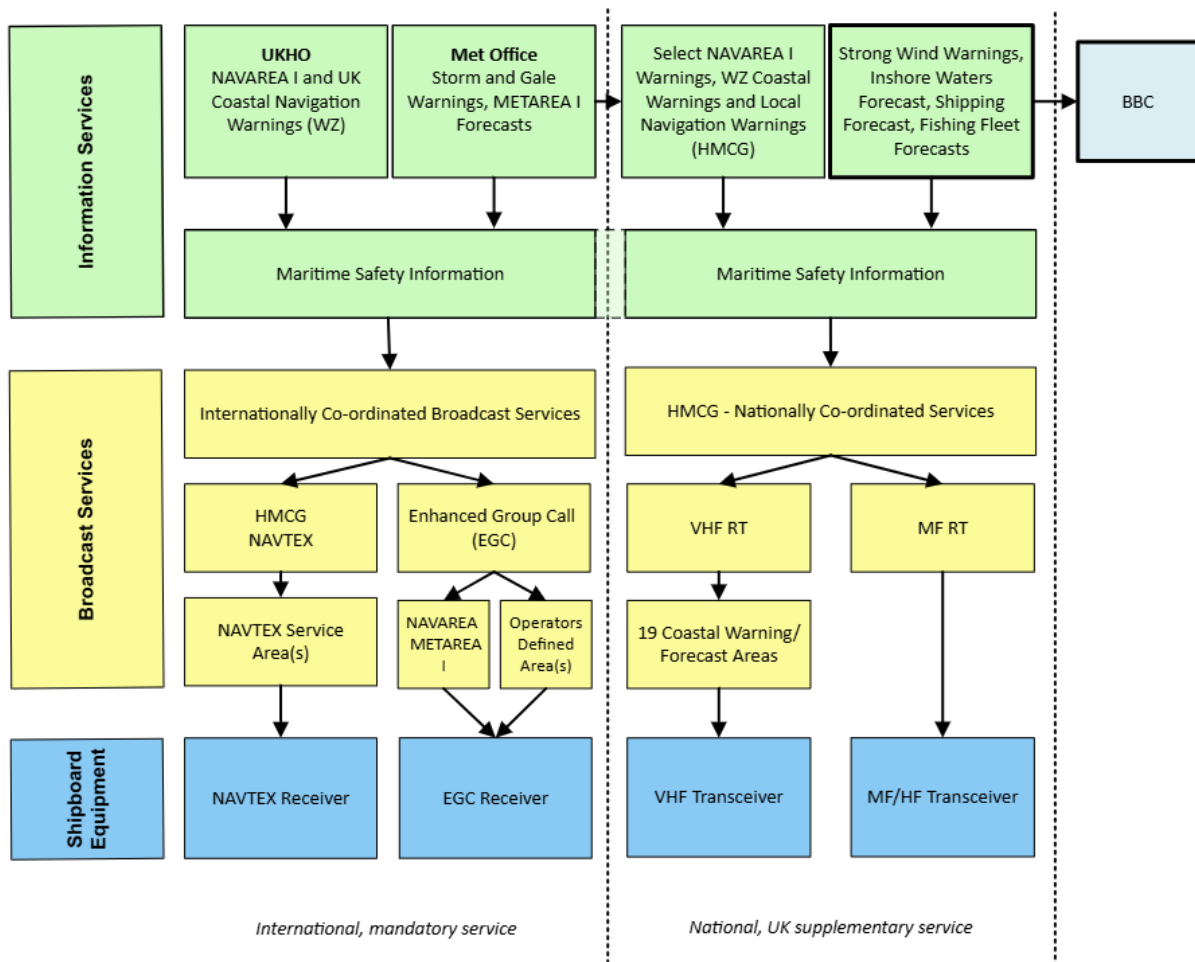 Information Services
UKHO
NAVAREA I and UK
Coastal Navigation
Warnings (WZ)
Met Office
Storm and Gale
Warnings, METAREA I
Forecasts
Select NAVAREA I
Warnings, WZ Coastal
Warnings and Local
Navigation Warnings
(HMCG)
Strong Wind Warnings,
Inshore Waters
Forecast, Shipping
Forecast, Fishing Fleet
Forecasts
BBC
Maritime Safety Information
Maritime Safety Information
Broadcast Services
Internationally Co-ordinated Broadcast Services
HMCG - Nationally Co-ordinated Services
HMCG
NAVTEX
Enhanced Group Call
(EGC)
VHF RT
MF RT
NAVTEX Service
Area(s)
NAVAREA
METAREA
I
Operators
Defined
Area(s)
19 Coastal Warning/
Forecast Areas
Shipboard
Equipment
NAVTEX Receiver
EGC Receiver
VHF Transceiver
MF/HF Transceiver
International, mandatory service
National, UK supplementary service